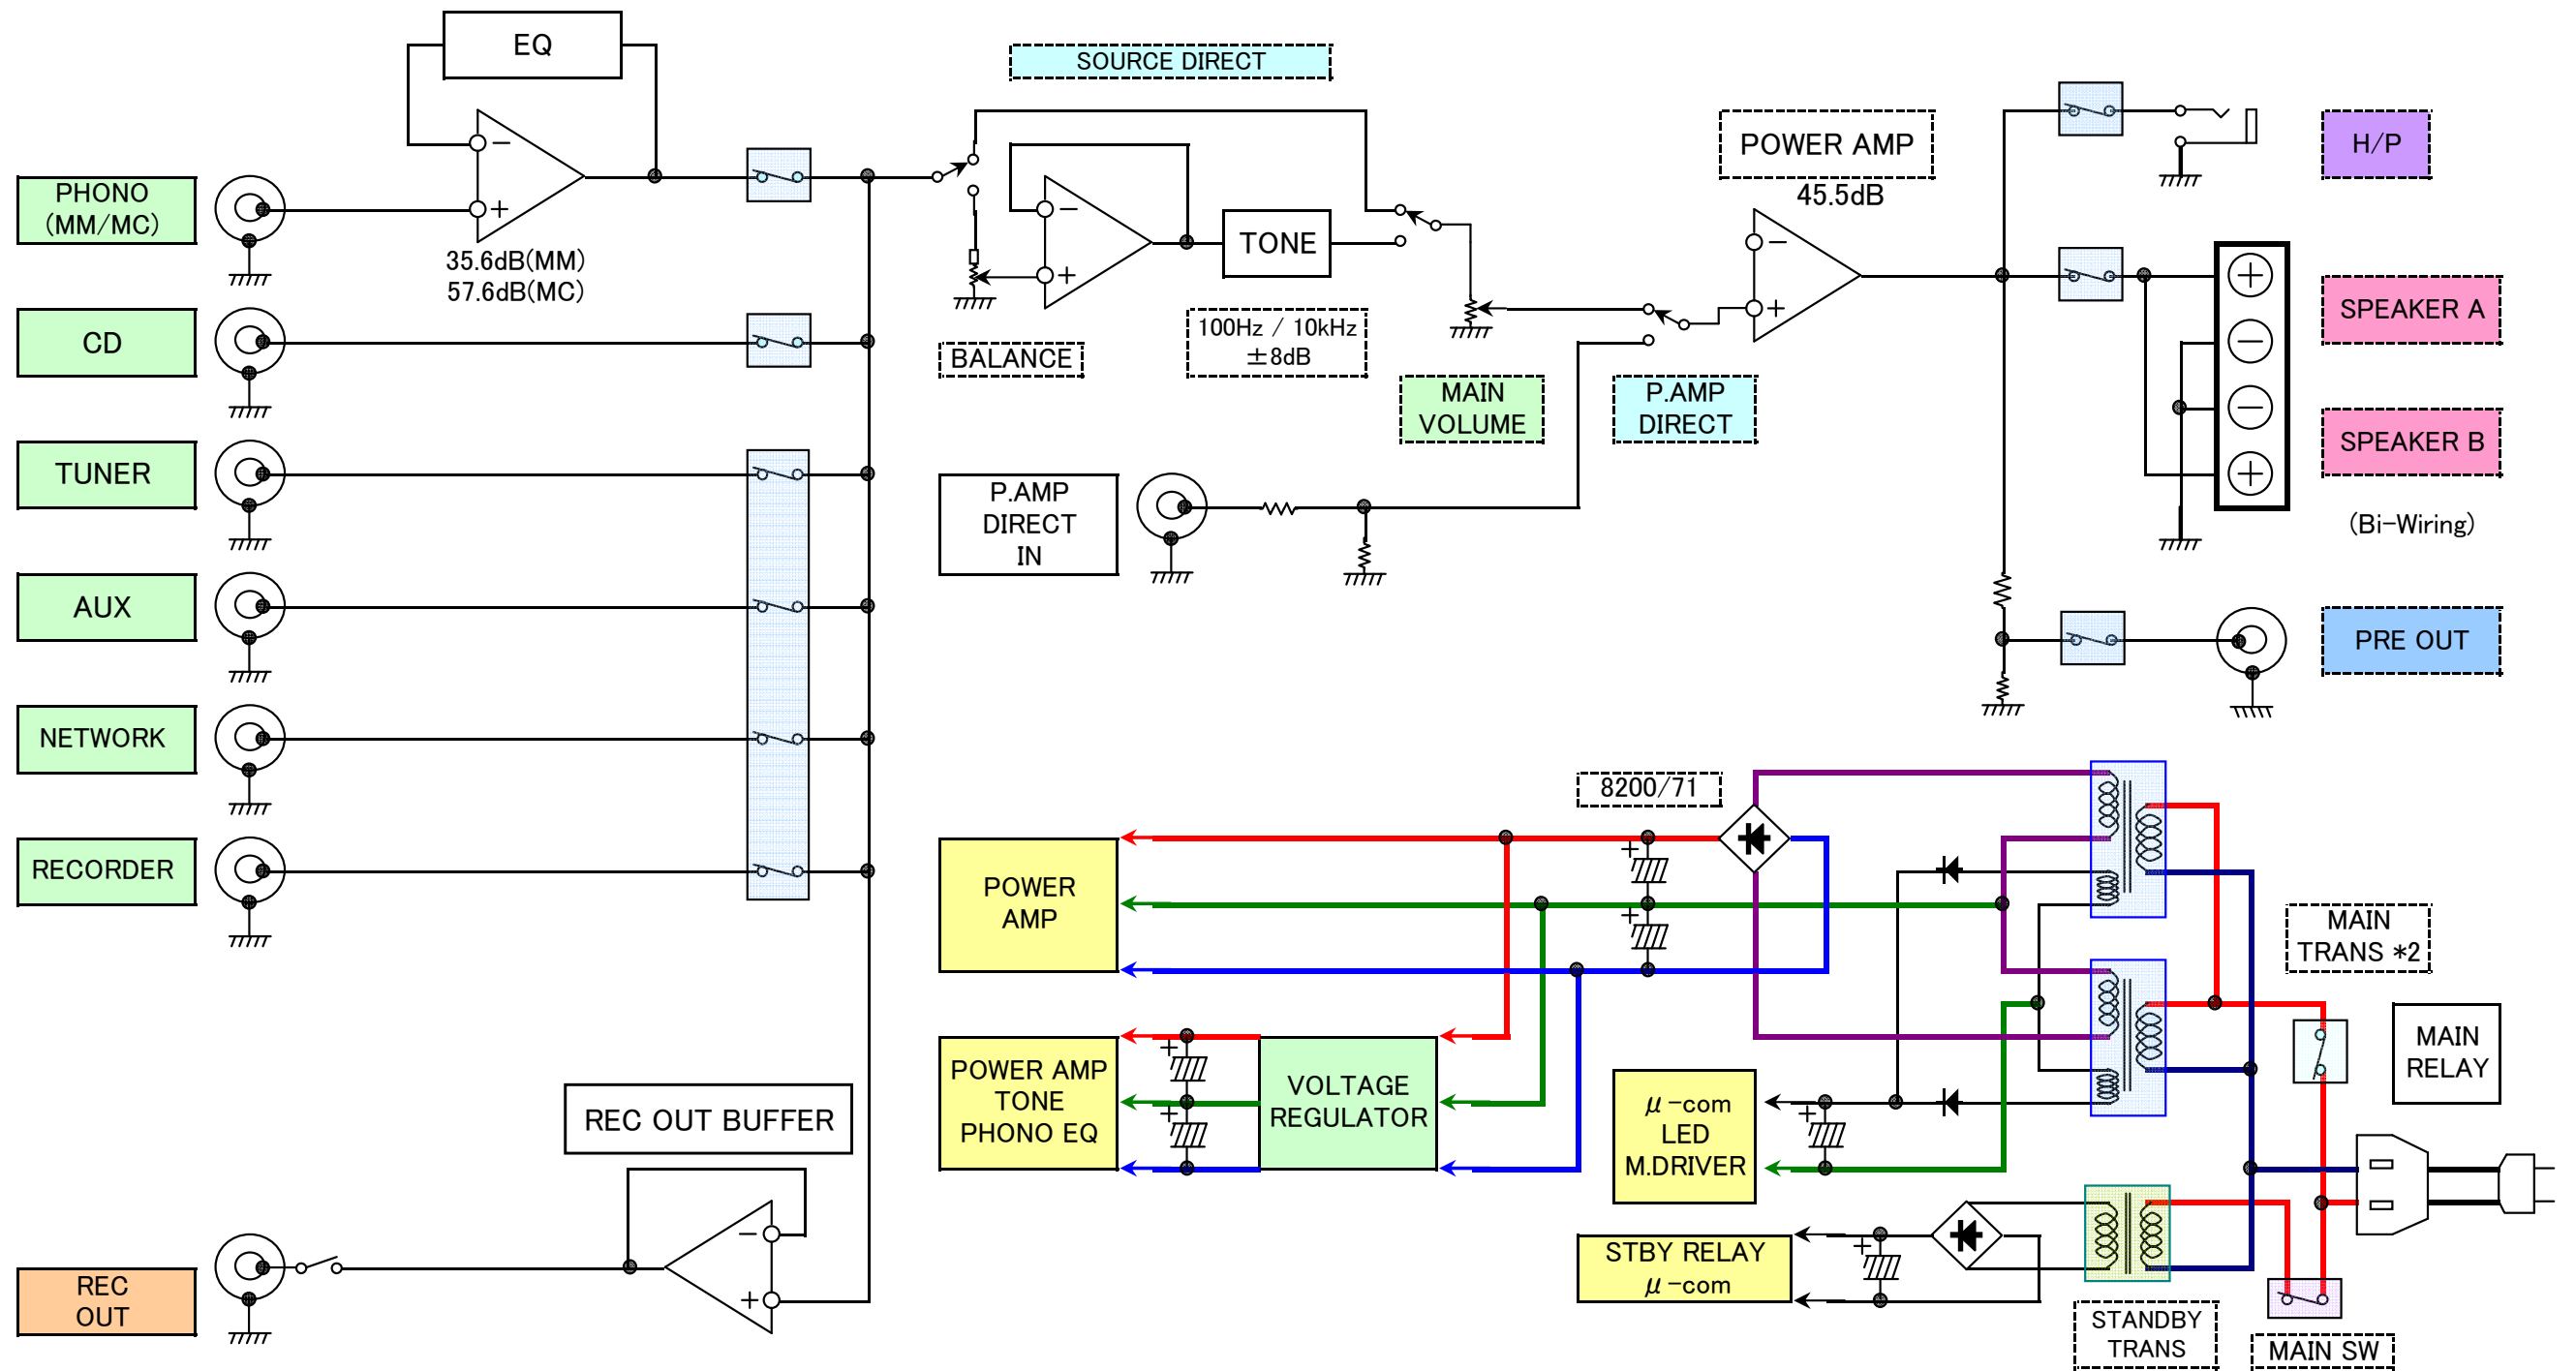 EQ
SOURCE DIRECT
PHONO
(MM/MC)
35.6dB(MM)
57.6dB(MC)
POWER AMP
45.5dB
H/P
TONE
CD
BALANCE
100Hz / 10kHz
±8dB
SPEAKER A
MAIN
VOLUME
P.AMP
DIRECT
SPEAKER B
TUNER
P.AMP
DIRECT
IN
(Bi-Wiring)
AUX
PRE OUT
NETWORK
8200/71
RECORDER
POWER
AMP
MAIN
TRANS *2
MAIN
RELAY
POWER AMP
TONE
PHONO EQ
VOLTAGE
REGULATOR
μ-com
LED
M.DRIVER
REC OUT BUFFER
STBY RELAY
μ-com
REC
OUT
STANDBY
TRANS
MAIN SW